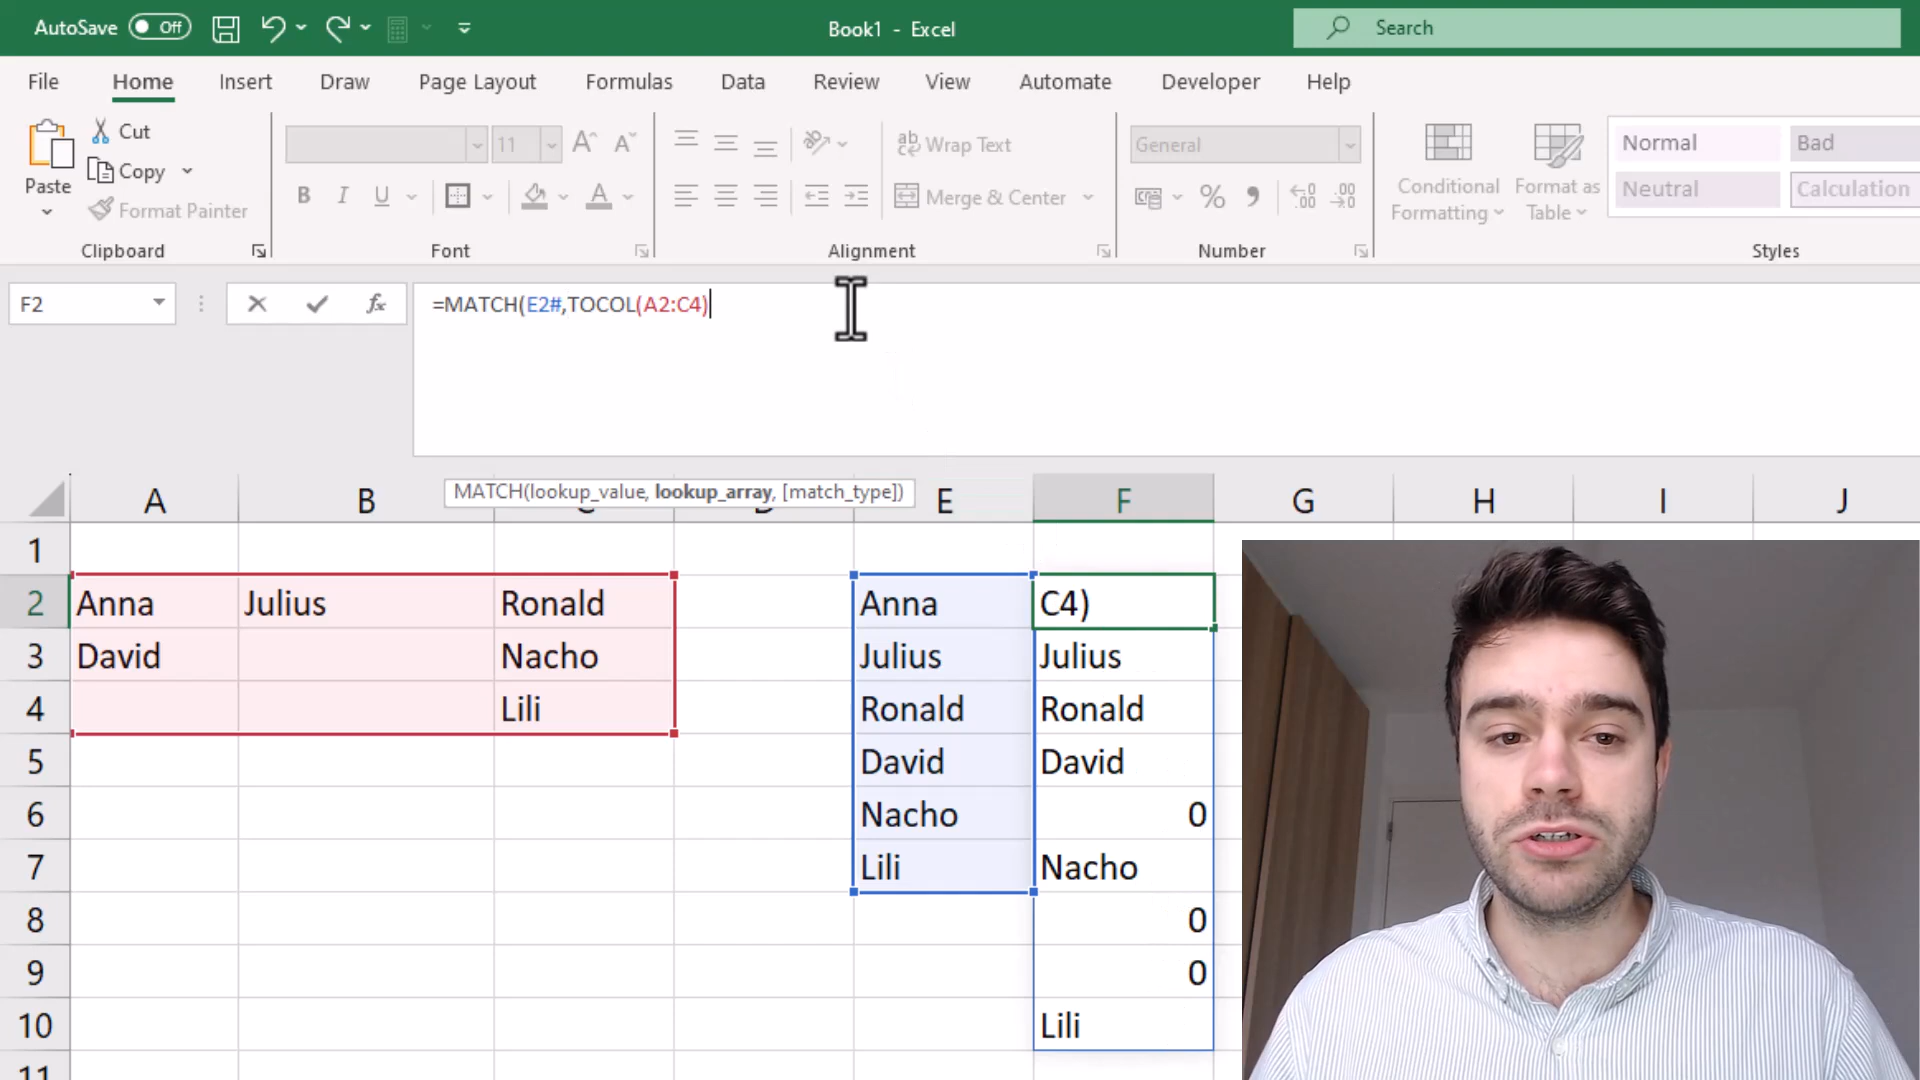 AutoSave Off
Book1 - Excel
Search
File Home Insert Draw Page Layout Formulas Data Review View Automate Developer Help
Paste
Cut
Copy
Format Painter
Clipboard
11
B I U
Font
Wrap Text
Merge & Center
Alignment
General
Number
Conditional Formatting
Format as Table
Normal
Bad
Neutral
Calculation
Styles
F2
fx
=MATCH(E2#,TOCOL(A2:C4)
MATCH(lookup_value, lookup_array, [match_type])
A B E F G H I J
1
2 Anna Julius Ronald Anna C4)
3 David Nacho Julius Julius
4 Lili Ronald Ronald
5 David David
6 Nacho 0
7 Lili Nacho
8 0
9 0
10 Lili
11